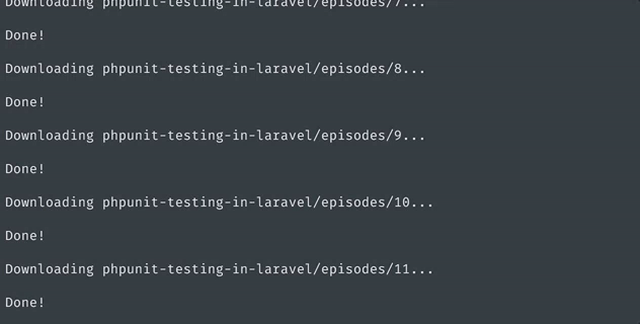 Downloading phpunit-testing-in-laravel/episodes/7...
Done!
Downloading phpunit-testing-in-laravel/episodes/8...
Done!
Downloading phpunit-testing-in-laravel/episodes/9...
Done!
Downloading phpunit-testing-in-laravel/episodes/10...
Done!
Downloading phpunit-testing-in-laravel/episodes/11...
Done!